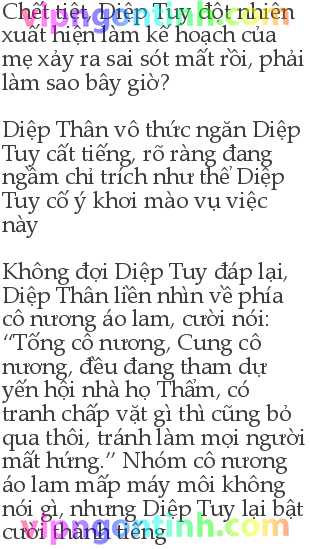 Chết tiệt, Diệp Tuy đột nhiên
vipngontinh.com
xuất hiện làm kế hoạch của
mẹ xảy ra sai sót mất rồi, phải
làm sao bây giờ?
Diệp Thân vô thức ngăn Diệp
Tuy cất tiếng, rõ ràng đang
ngầm chỉ trích như thể Diệp
Tuy cố ý khơi mào vụ việc
này
Không đợi Diệp Tuy đáp lại,
Diệp Thân liền nhìn về phía
cô nương áo lam, cười nói:
“Tống cô nương, Cung cô
nương, đều đang tham dự
yến hội nhà họ Thẩm, có
tranh chấp vặt gì thì cũng bỏ
qua thôi, tránh làm mọi người
mất hứng.” Nhóm cô nương
áo lam mấp máy môi không
nói gì, nhưng Diệp Tuy lại bật
cười thành tiếng
vipngontinh.com